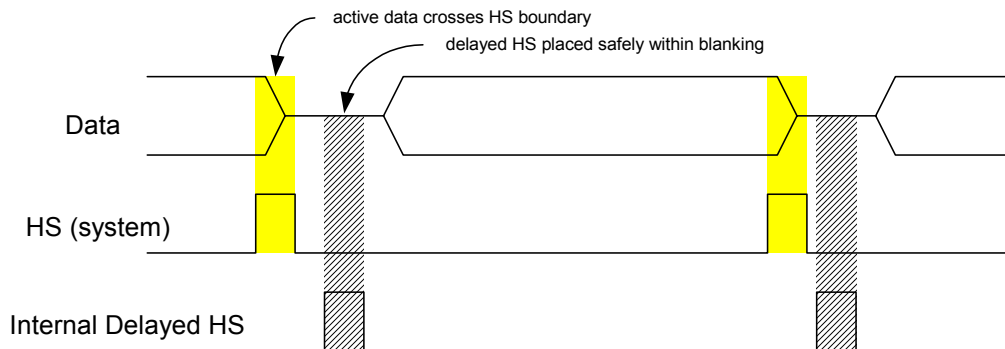 active data crosses HS boundary
delayed HS placed safely within blanking
Data
HS (system)
Internal Delayed HS